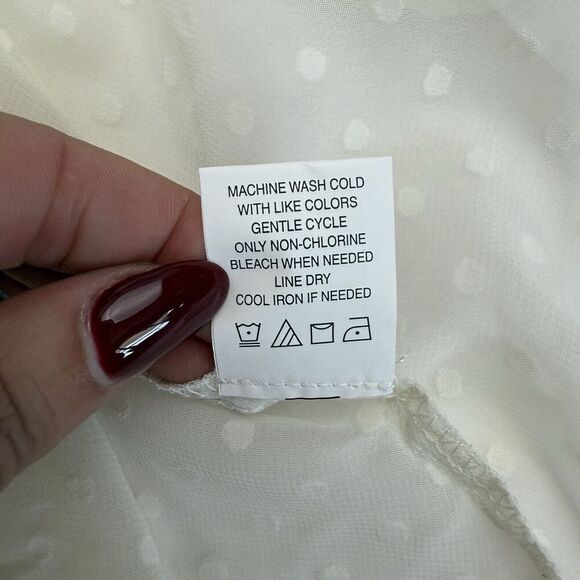 MACHINE WASH COLD
WITH LIKE COLORS
GENTLE CYCLE
ONLY NON-CHLORINE
BLEACH WHEN NEEDED
LINE DRY
COOL IRON IF NEEDED